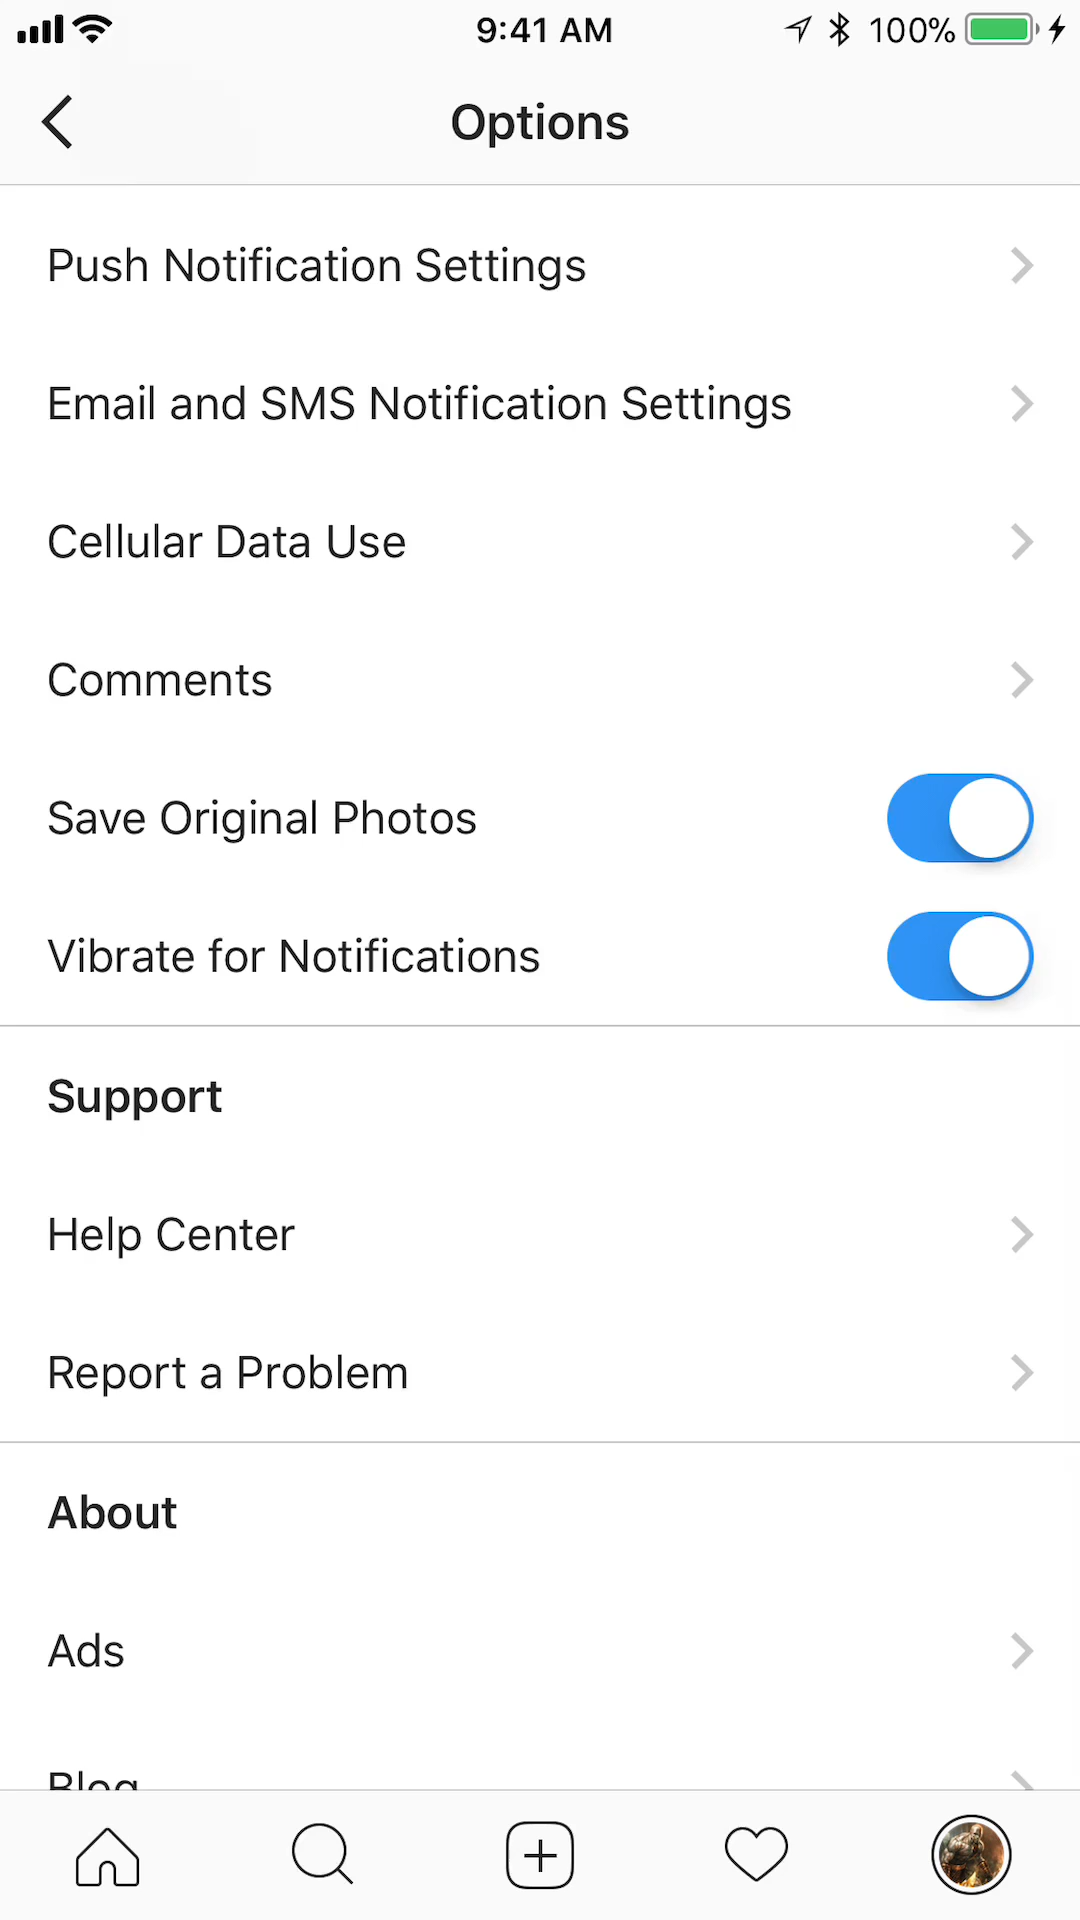 9:41 AM 100%
Options
Push Notification Settings
Email and SMS Notification Settings
Cellular Data Use
Comments
Save Original Photos
Vibrate for Notifications
Support
Help Center
Report a Problem
About
Ads
Blog